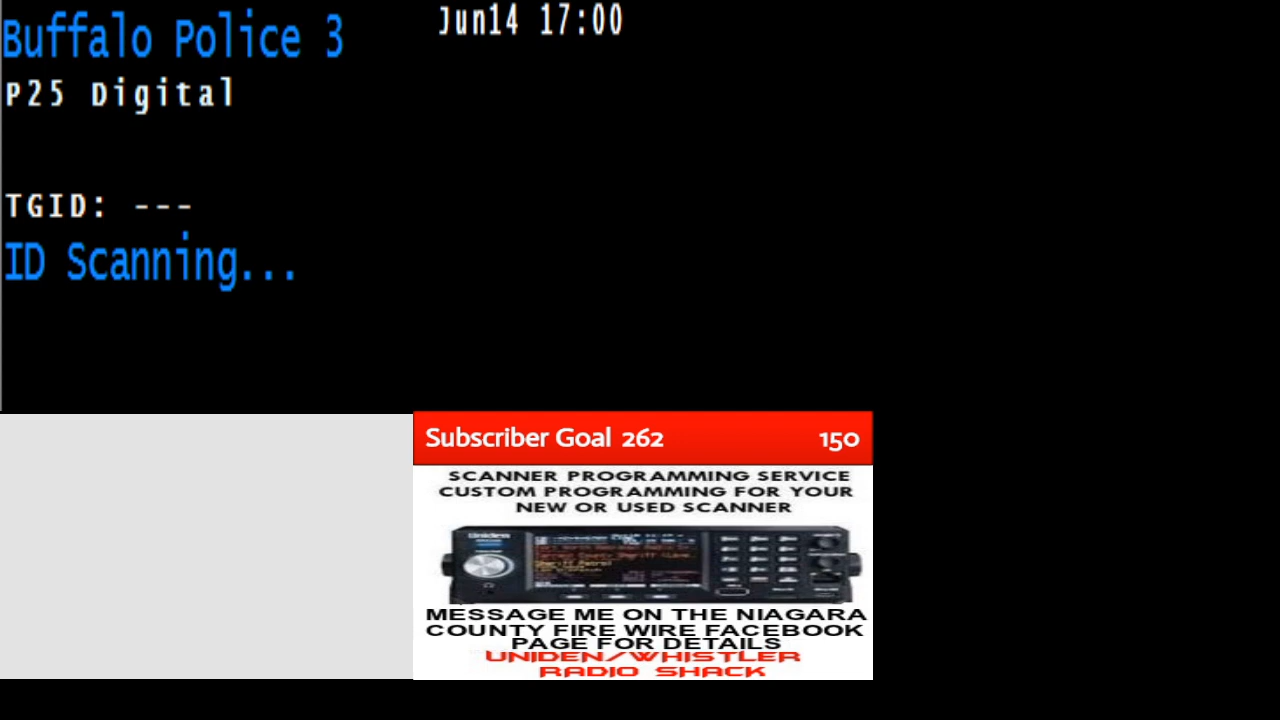 Buffalo Police 3
Jun14 17:00
P25 Digital
TGID: ---
ID Scanning...
Subscriber Goal 262 150
SCANNER PROGRAMMING SERVICE
CUSTOM PROGRAMMING FOR YOUR
NEW OR USED SCANNER
Uniden
MESSAGE ME ON THE NIAGARA
COUNTY FIRE WIRE FACEBOOK
PAGE FOR DETAILS
UNIDEN/WHISTLER
RADIO SHACK